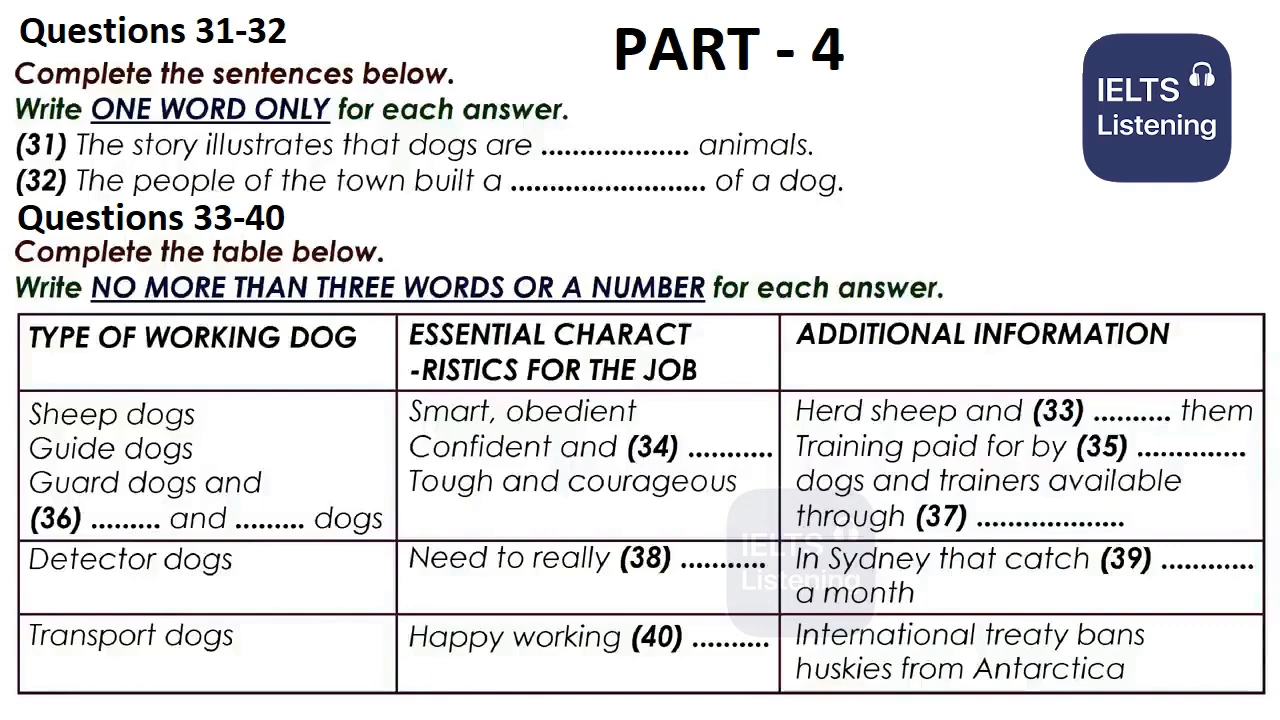 Questions 31-32
PART - 4
IELTS
Listening
Complete the sentences below.
Write ONE WORD ONLY for each answer.
(31) The story illustrates that dogs are ................... animals.
(32) The people of the town built a ......................... of a dog.
Questions 33-40
Complete the table below.
Write NO MORE THAN THREE WORDS OR A NUMBER for each answer.
TYPE OF WORKING DOG
ESSENTIAL CHARACT
-RISTICS FOR THE JOB
ADDITIONAL INFORMATION
Sheep dogs
Guide dogs
Guard dogs and
(36) ......... and ......... dogs
Smart, obedient
Confident and (34) ...........
Tough and courageous
Herd sheep and (33) .......... them
Training paid for by (35) ..............
dogs and trainers available
through (37) ...................
Detector dogs
Need to really (38) ...........
In Sydney that catch (39) ............
a month
Transport dogs
Happy working (40) ..........
International treaty bans
huskies from Antarctica
IELTS
Listening